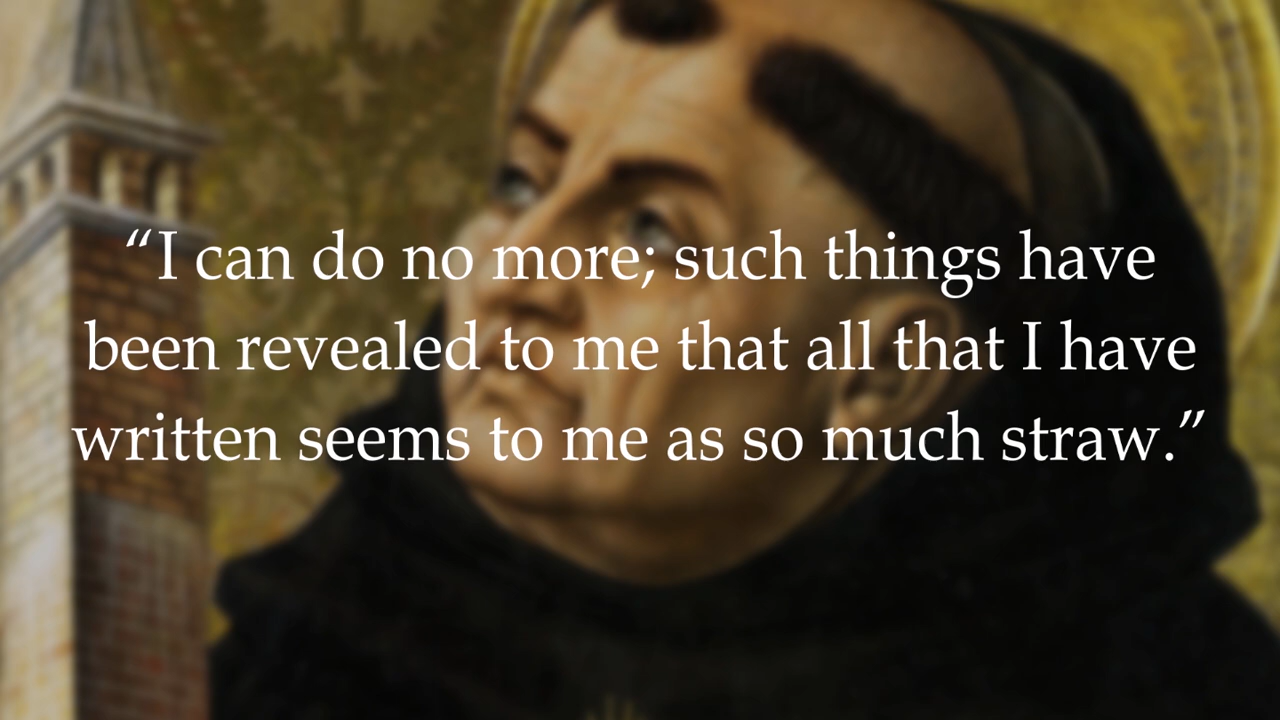 “I can do no more; such things have
been revealed to me that all that I have
written seems to me as so much straw.”